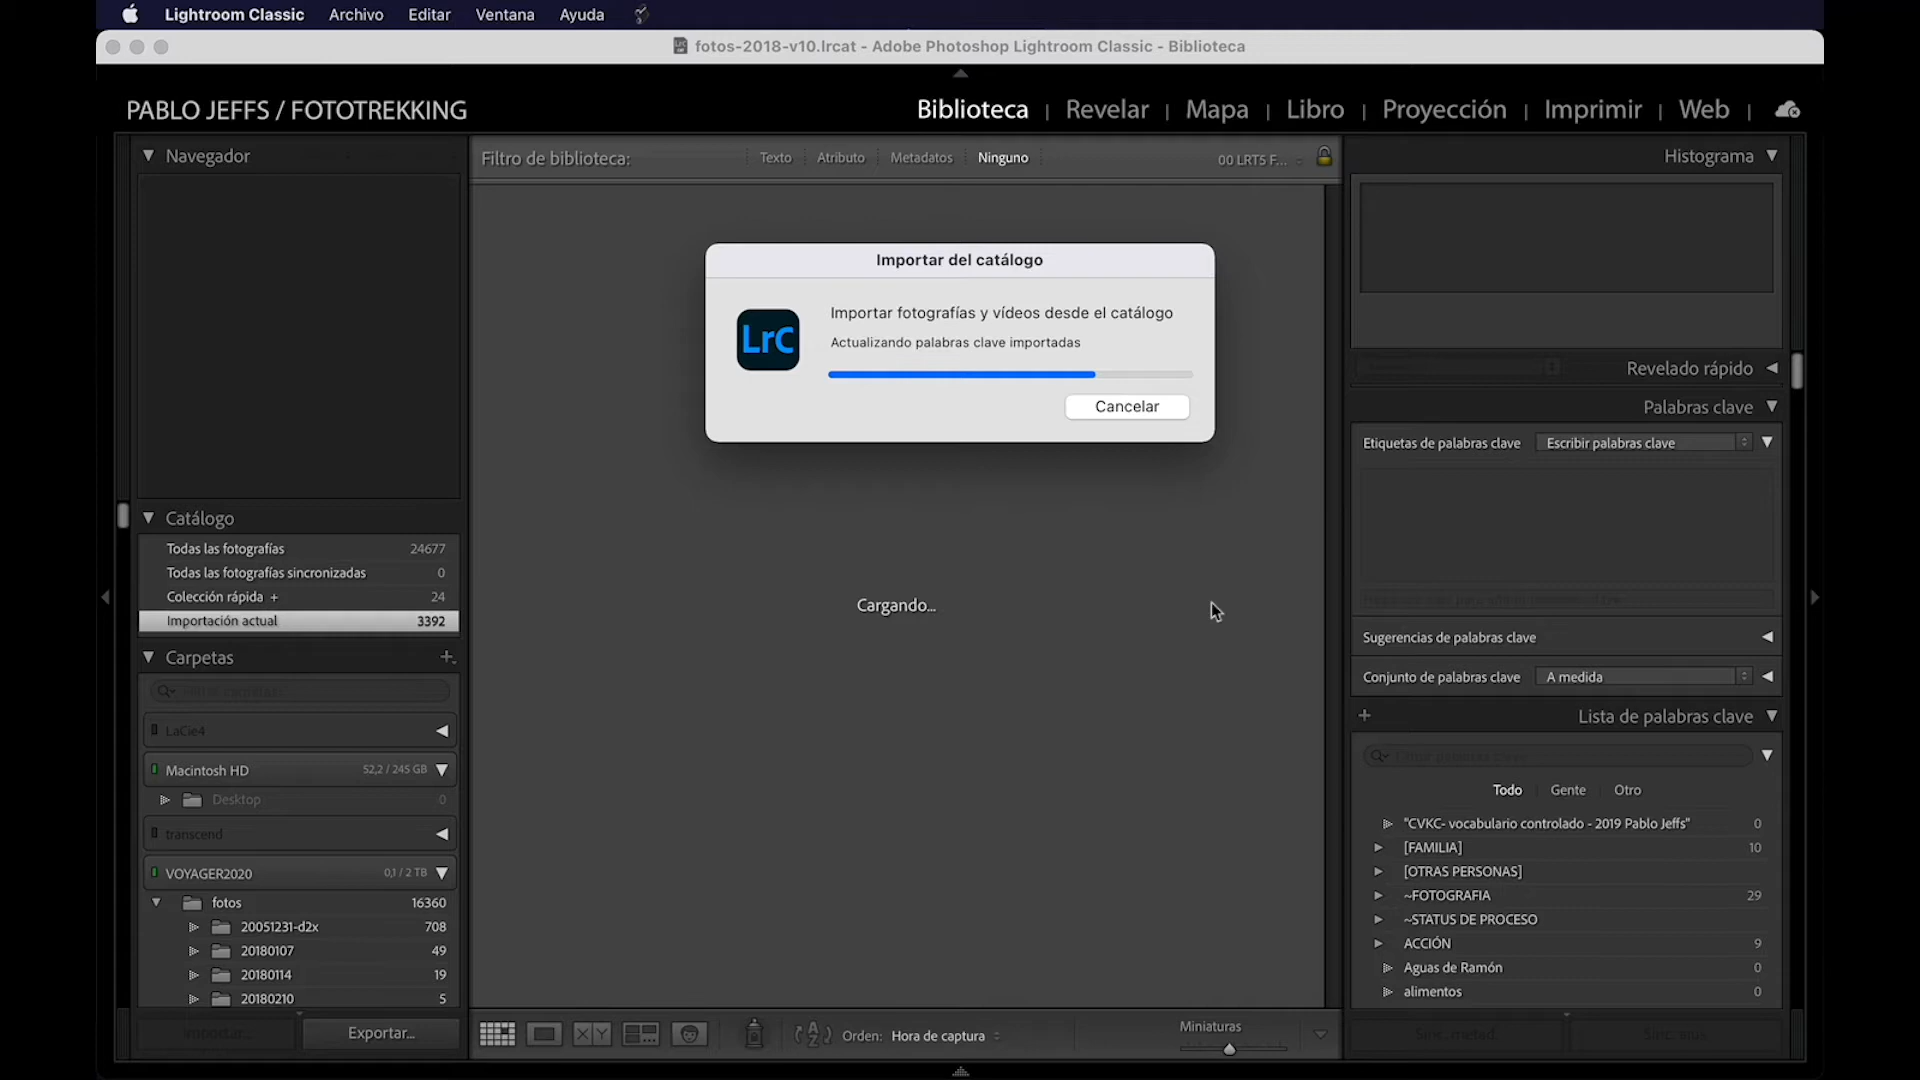 Lightroom Classic Archivo Editar Ventana Ayuda
fotos-2018-v10.lrcat - Adobe Photoshop Lightroom Classic - Biblioteca
PABLO JEFFS / FOTOTREKKING
Biblioteca | Revelar | Mapa | Libro | Proyección | Imprimir | Web |
Navegador
Filtro de biblioteca: Texto Atributo Metadatos Ninguno 00 LRT5 F...
Histograma
Importar del catálogo
LrC
Importar fotografías y vídeos desde el catálogo
Actualizando palabras clave importadas
Cancelar
Cargando...
Catálogo
Todas las fotografías 24677
Todas las fotografías sincronizadas 0
Colección rápida + 24
Importación actual 3392
Carpetas
LaCie4
Macintosh HD 52,2 / 245 GB
Desktop 0
transcend
VOYAGER2020 0,1 / 2 TB
fotos 16360
20051231-d2x 708
20180107 49
20180114 19
20180210 5
Importar... Exportar...
Orden: Hora de captura
Miniaturas
Revelado rápido
Palabras clave
Etiquetas de palabras clave Escribir palabras clave
Sugerencias de palabras clave
Conjunto de palabras clave A medida
Lista de palabras clave
Todo Gente Otro
"CVKC- vocabulario controlado - 2019 Pablo Jeffs" 0
[FAMILIA] 10
[OTRAS PERSONAS]
~FOTOGRAFIA 29
~STATUS DE PROCESO
ACCIÓN 9
Aguas de Ramón 0
alimentos 0
Sinc. metad.